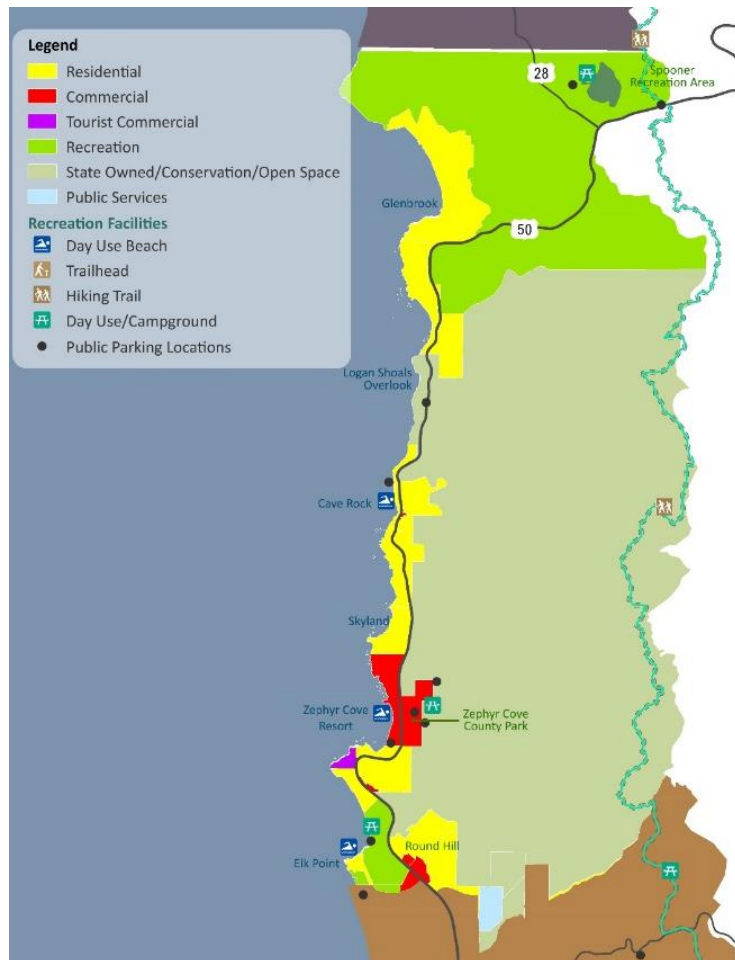 Legend
Residential
Commercial
Tourist Commercial
Recreation
State Owned/Conservation/Open Space
Public Services
Recreation Facilities
Day Use Beach
Trailhead
Hiking Trail
Day Use/Campground
Public Parking Locations
28
Spooner
Recreation Area
Glenbrook
50
Logan Shoals
Overlook
Cave Rock
Skyland
Zephyr Cove
Resort
Zephyr Cove
County Park
Round Hill
Elk Point